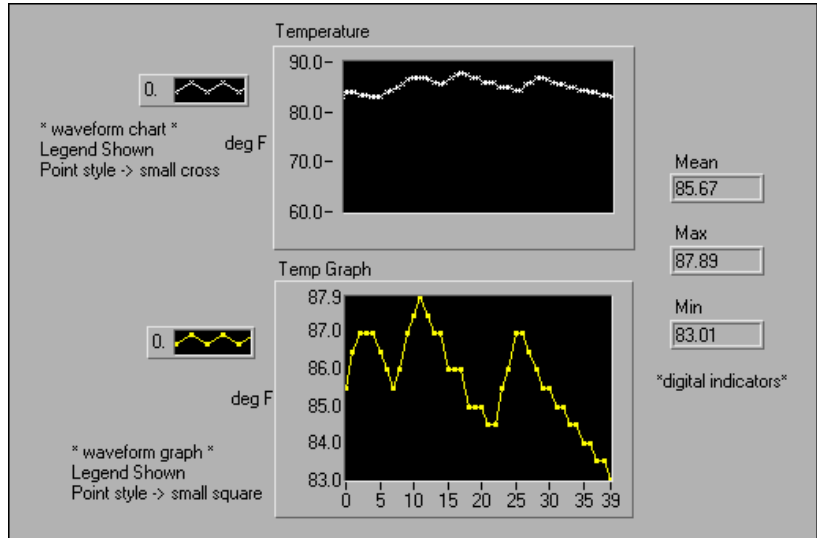 Temperature
90.0
80.0
70.0
60.0
0.
* waveform chart *
Legend Shown
Point style -> small cross
deg F
Mean
85.67
Max
87.89
Min
83.01
*digital indicators*
Temp Graph
87.9
87.0
86.0
85.0
84.0
83.0
0 5 10 15 20 25 30 35 39
0.
deg F
* waveform graph *
Legend Shown
Point style -> small square